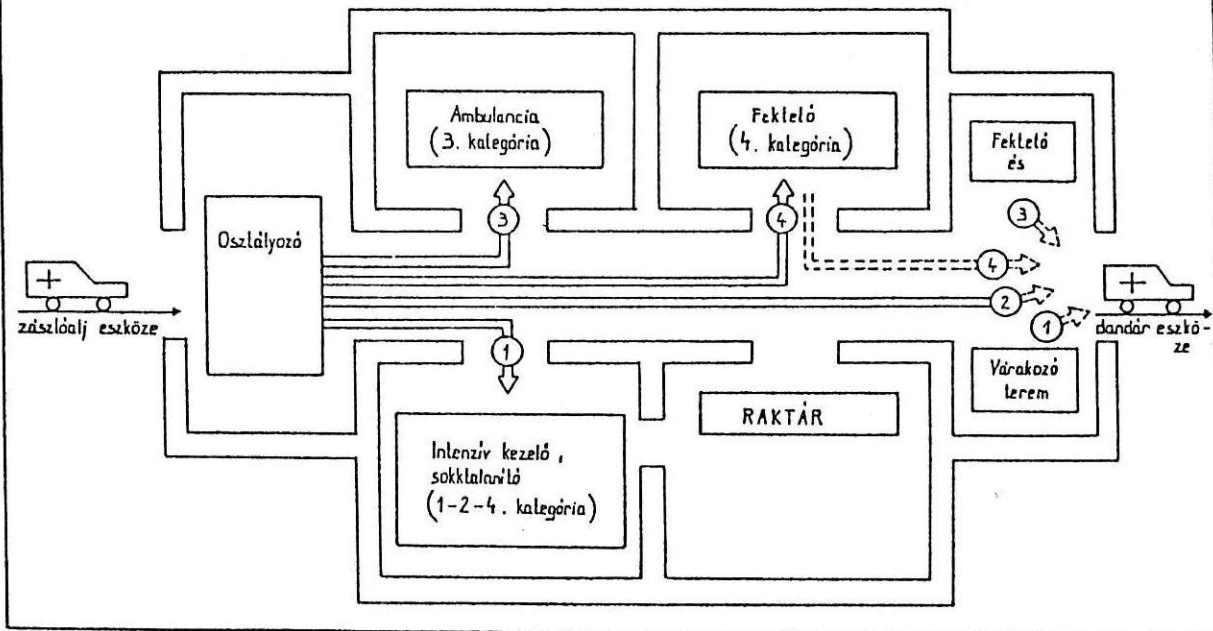 Ambulancia
(3. kategória)
Fektető
(4. kategória)
Fektető
és
Osztályozó
3
4
3
4
2
1
zászlóalj eszköze
dandár eszkö-
ze
1
Várakozó
terem
RAKTÁR
Intenzív kezelő,
sokktalanító
(1-2-4. kategória)